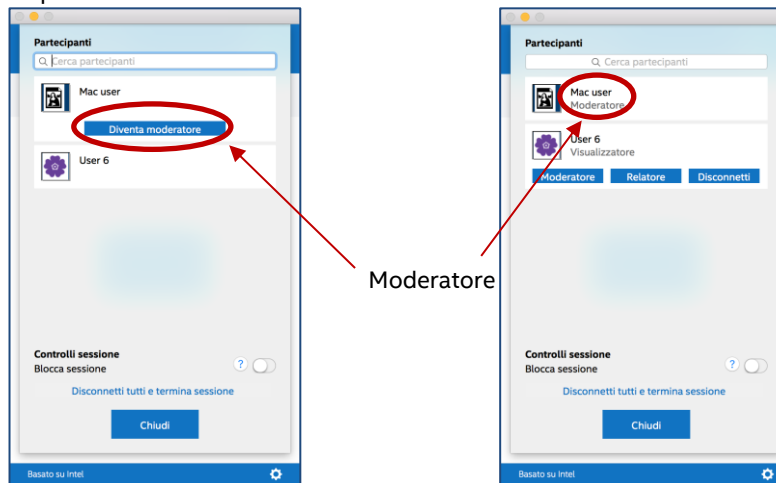 Partecipanti
Cerca partecipanti
Mac user
Diventa moderatore
User 6
Controlli sessione
Blocca sessione
?
Disconnetti tutti e termina sessione
Chiudi
Basato su Intel
Moderatore
Partecipanti
Cerca partecipanti
Mac user
Moderatore
User 6
Visualizzatore
Moderatore Relatore Disconnetti
Controlli sessione
Blocca sessione
?
Disconnetti tutti e termina sessione
Chiudi
Basato su Intel